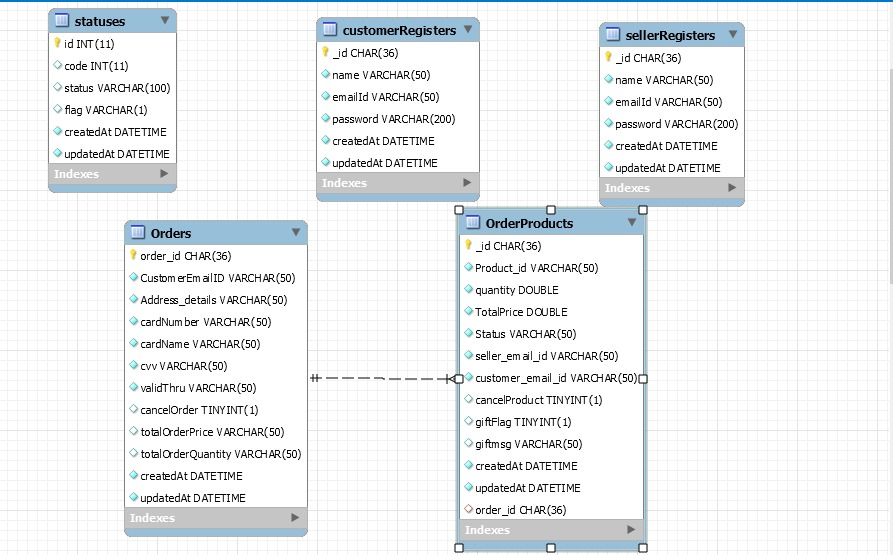 statuses
id INT(11)
code INT(11)
status VARCHAR(100)
flag VARCHAR(1)
createdAt DATETIME
updatedAt DATETIME
Indexes
customerRegisters
_id CHAR(36)
name VARCHAR(50)
emailId VARCHAR(50)
password VARCHAR(200)
createdAt DATETIME
updatedAt DATETIME
Indexes
sellerRegisters
_id CHAR(36)
name VARCHAR(50)
emailId VARCHAR(50)
password VARCHAR(200)
createdAt DATETIME
updatedAt DATETIME
Indexes
Orders
order_id CHAR(36)
CustomerEmailID VARCHAR(50)
Address_details VARCHAR(50)
cardNumber VARCHAR(50)
cardName VARCHAR(50)
cvv VARCHAR(50)
validThru VARCHAR(50)
cancelOrder TINYINT(1)
totalOrderPrice VARCHAR(50)
totalOrderQuantity VARCHAR(50)
createdAt DATETIME
updatedAt DATETIME
Indexes
OrderProducts
_id CHAR(36)
Product_id VARCHAR(50)
quantity DOUBLE
TotalPrice DOUBLE
Status VARCHAR(50)
seller_email_id VARCHAR(50)
customer_email_id VARCHAR(50)
cancelProduct TINYINT(1)
giftFlag TINYINT(1)
giftmsg VARCHAR(50)
createdAt DATETIME
updatedAt DATETIME
order_id CHAR(36)
Indexes